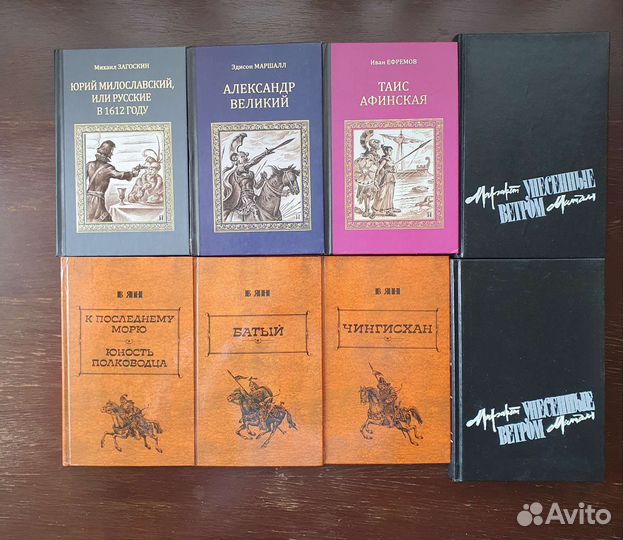 Михаил ЗАГОСКИН
ЮРИЙ МИЛОСЛАВСКИЙ,
ИЛИ РУССКИЕ
В 1612 ГОДУ
Эдисон МАРШАЛЛ
АЛЕКСАНДР
ВЕЛИКИЙ
Иван ЕФРЕМОВ
ТАИС
АФИНСКАЯ
Маргарет УНЕСЕННЫЕ
ВЕТРОМ Митчелл
В ЯН
К ПОСЛЕДНЕМУ
МОРЮ
ЮНОСТЬ
ПОЛКОВОДЦА
В ЯН
БАТЫЙ
В ЯН
ЧИНГИСХАН
Маргарет УНЕСЕННЫЕ
ВЕТРОМ Митчелл
Avito